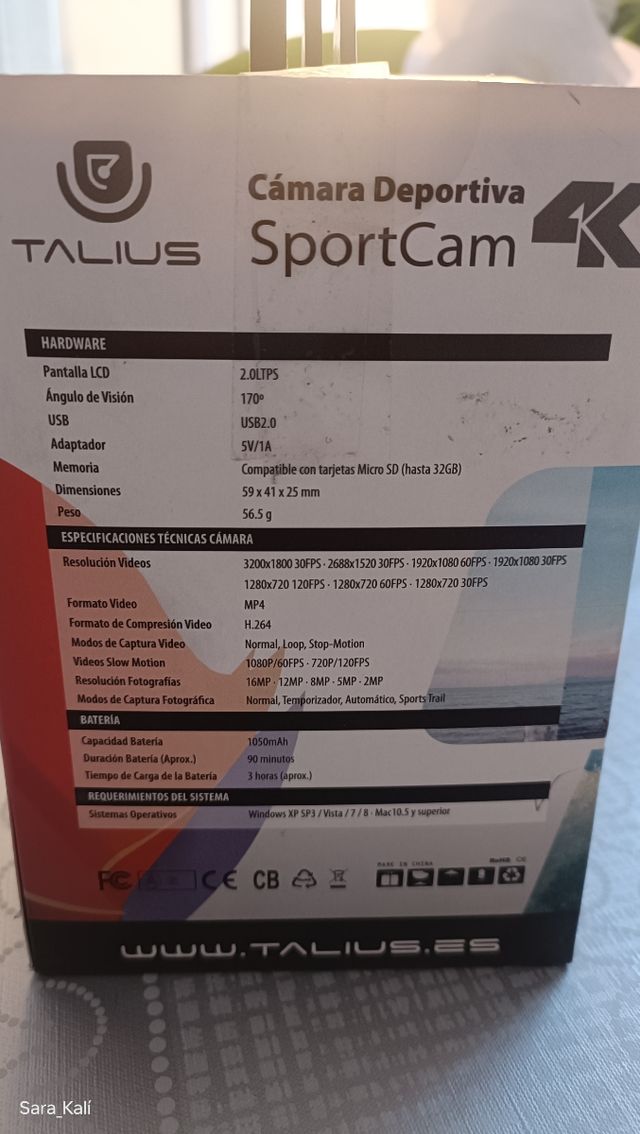 TALIUS
Cámara Deportiva
SportCam 4K
HARDWARE
Pantalla LCD 2.0LTPS
Ángulo de Visión 170º
USB USB2.0
Adaptador 5V/1A
Memoria Compatible con tarjetas Micro SD (hasta 32GB)
Dimensiones 59 x 41 x 25 mm
Peso 56.5 g
ESPECIFICACIONES TÉCNICAS CÁMARA
Resolución Videos 3200x1800 30FPS · 2688x1520 30FPS · 1920x1080 60FPS · 1920x1080 30FPS
1280x720 120FPS · 1280x720 60FPS · 1280x720 30FPS
Formato Video MP4
Formato de Compresión Video H.264
Modos de Captura Video Normal, Loop, Stop-Motion
Videos Slow Motion 1080P/60FPS · 720P/120FPS
Resolución Fotografías 16MP · 12MP · 8MP · 5MP · 2MP
Modos de Captura Fotográfica Normal, Temporizador, Automático, Sports Trail
BATERÍA
Capacidad Batería 1050mAh
Duración Batería (Aprox.) 90 minutos
Tiempo de Carga de la Batería 3 horas (aprox.)
REQUERIMIENTOS DEL SISTEMA
Sistemas Operativos Windows XP SP3 / Vista / 7 / 8 · Mac10.5 y superior
MADE IN CHINA RoHS CE
FC CE CB
WWW.TALIUS.ES
Sara_Kalí